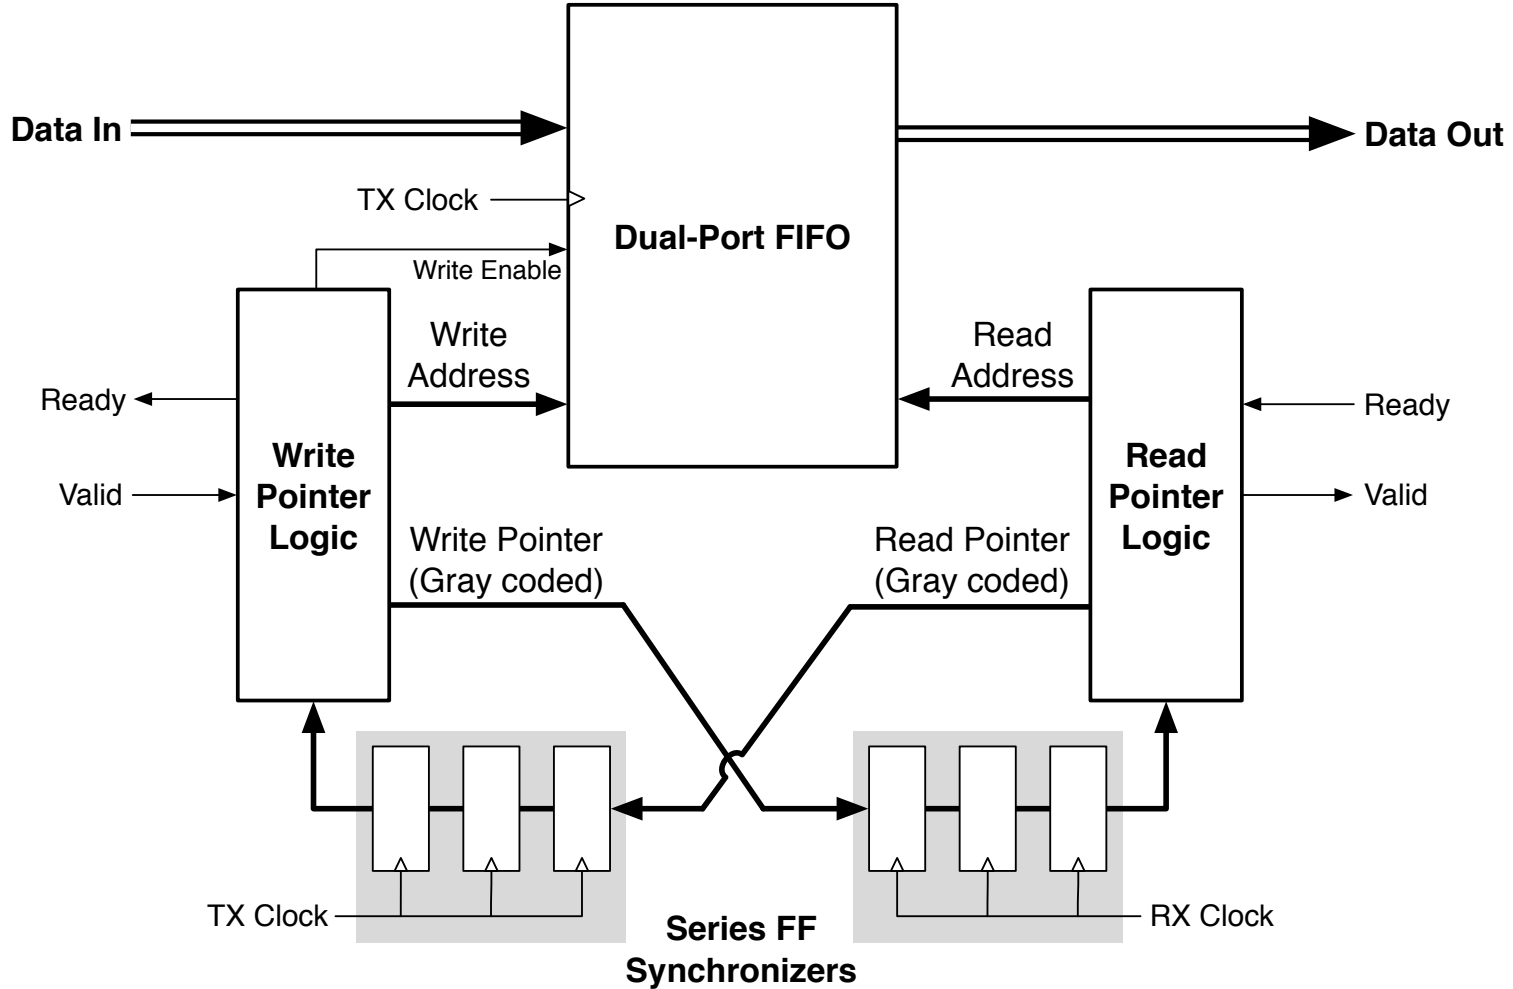 Data In
Data Out
TX Clock
Dual-Port FIFO
Write Enable
Write
Address
Read
Address
Ready
Ready
Write
Pointer
Logic
Read
Pointer
Logic
Valid
Valid
Write Pointer
(Gray coded)
Read Pointer
(Gray coded)
TX Clock
RX Clock
Series FF
Synchronizers